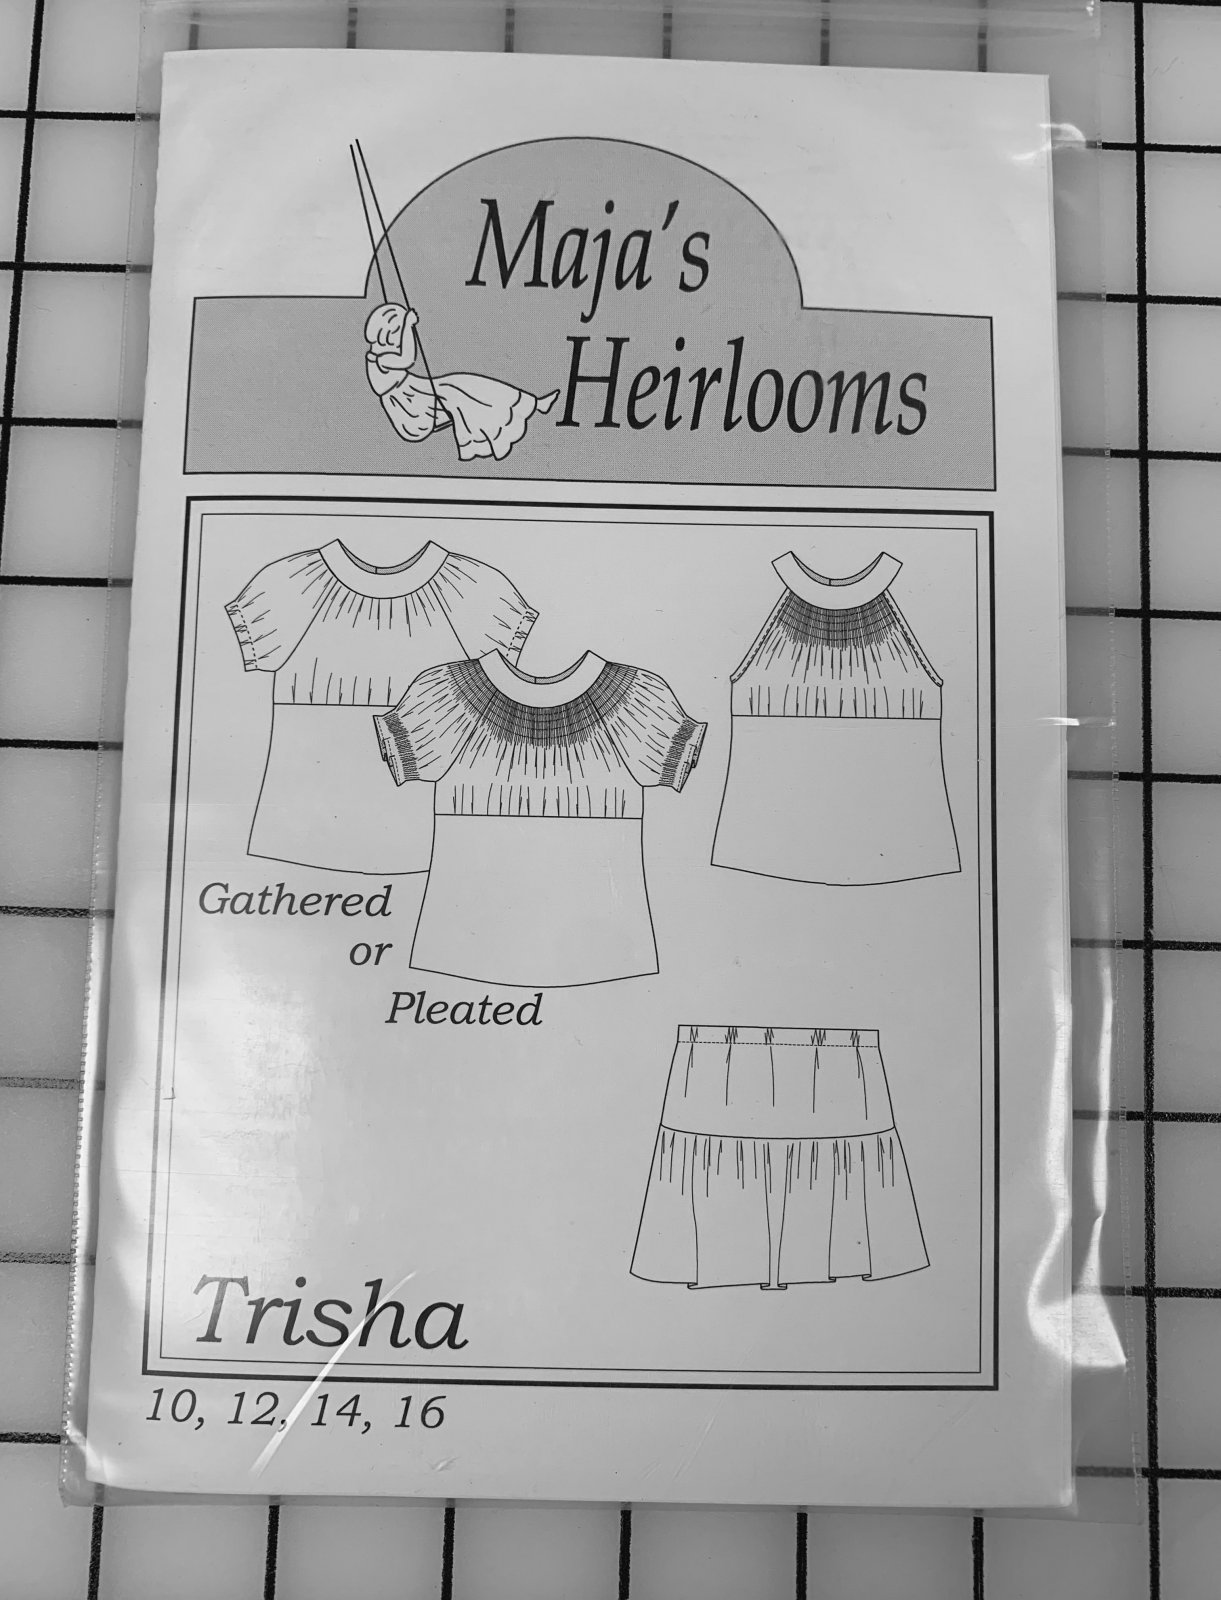 Maja's
Heirlooms
Gathered
or
Pleated
Trisha
10, 12, 14, 16